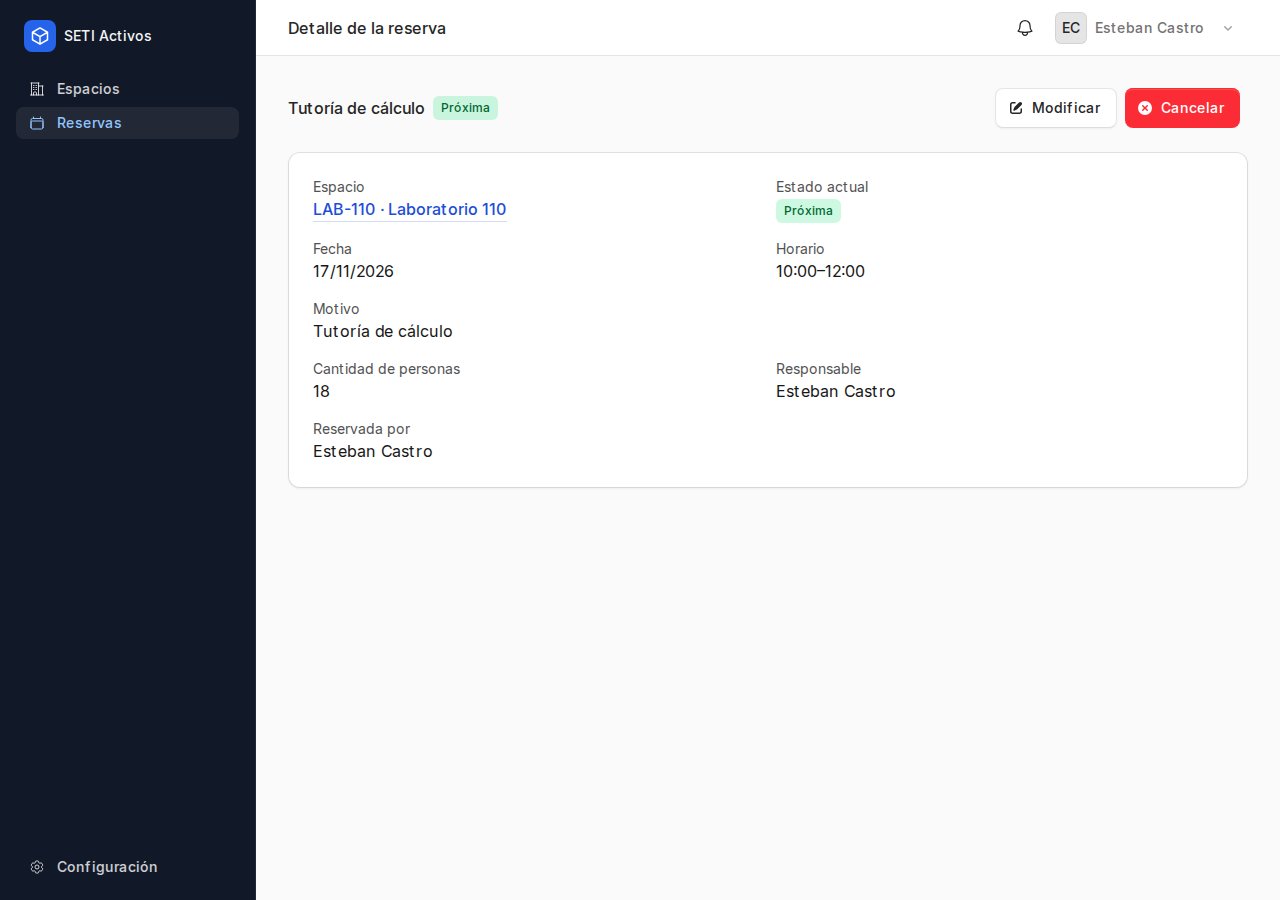 SETI Activos
Espacios
Reservas
Configuración
Detalle de la reserva
EC Esteban Castro
Tutoría de cálculo Próxima
Modificar Cancelar
Espacio
LAB-110 · Laboratorio 110
Estado actual
Próxima
Fecha
17/11/2026
Horario
10:00–12:00
Motivo
Tutoría de cálculo
Cantidad de personas
18
Responsable
Esteban Castro
Reservada por
Esteban Castro